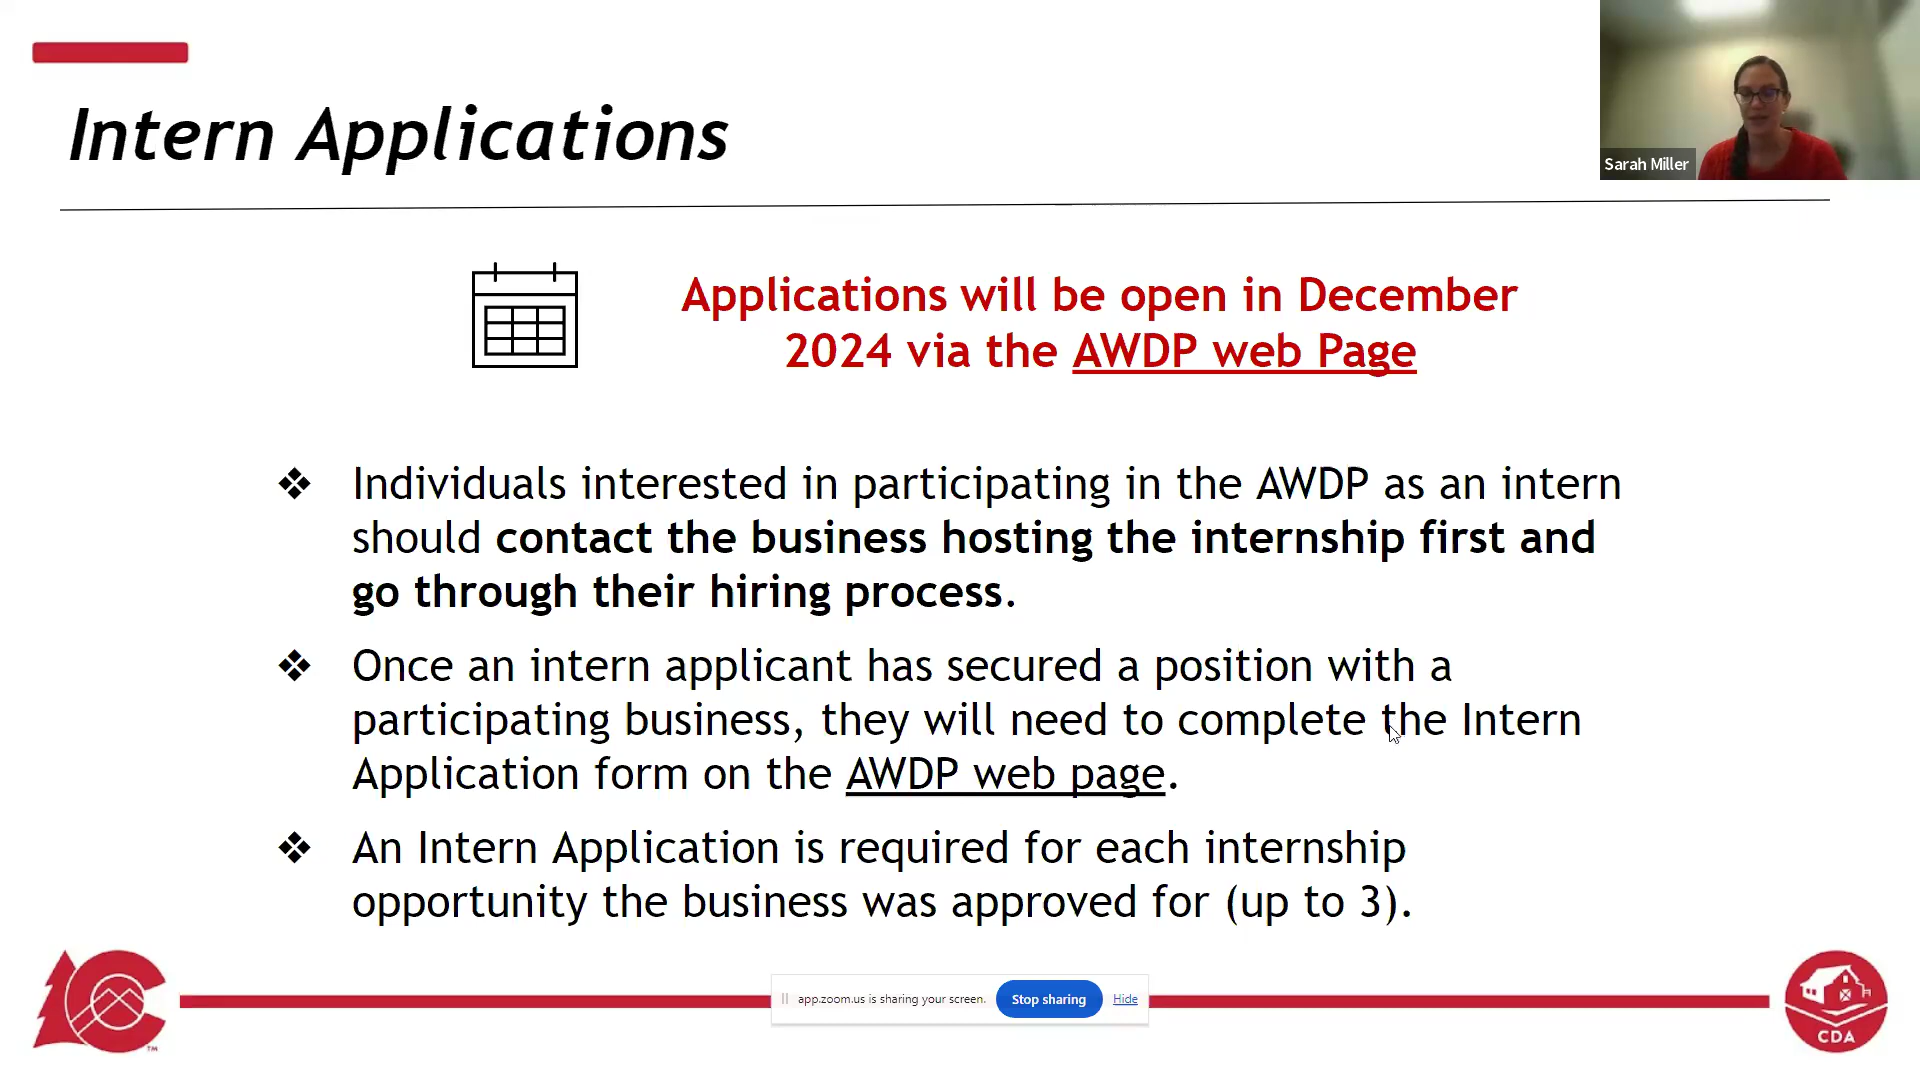 Intern Applications
Sarah Miller
Applications will be open in December
2024 via the AWDP web Page
❖ Individuals interested in participating in the AWDP as an intern
should contact the business hosting the internship first and
go through their hiring process.
❖ Once an intern applicant has secured a position with a
participating business, they will need to complete the Intern
Application form on the AWDP web page.
❖ An Intern Application is required for each internship
opportunity the business was approved for (up to 3).
app.zoom.us is sharing your screen. Stop sharing Hide
TM
CDA